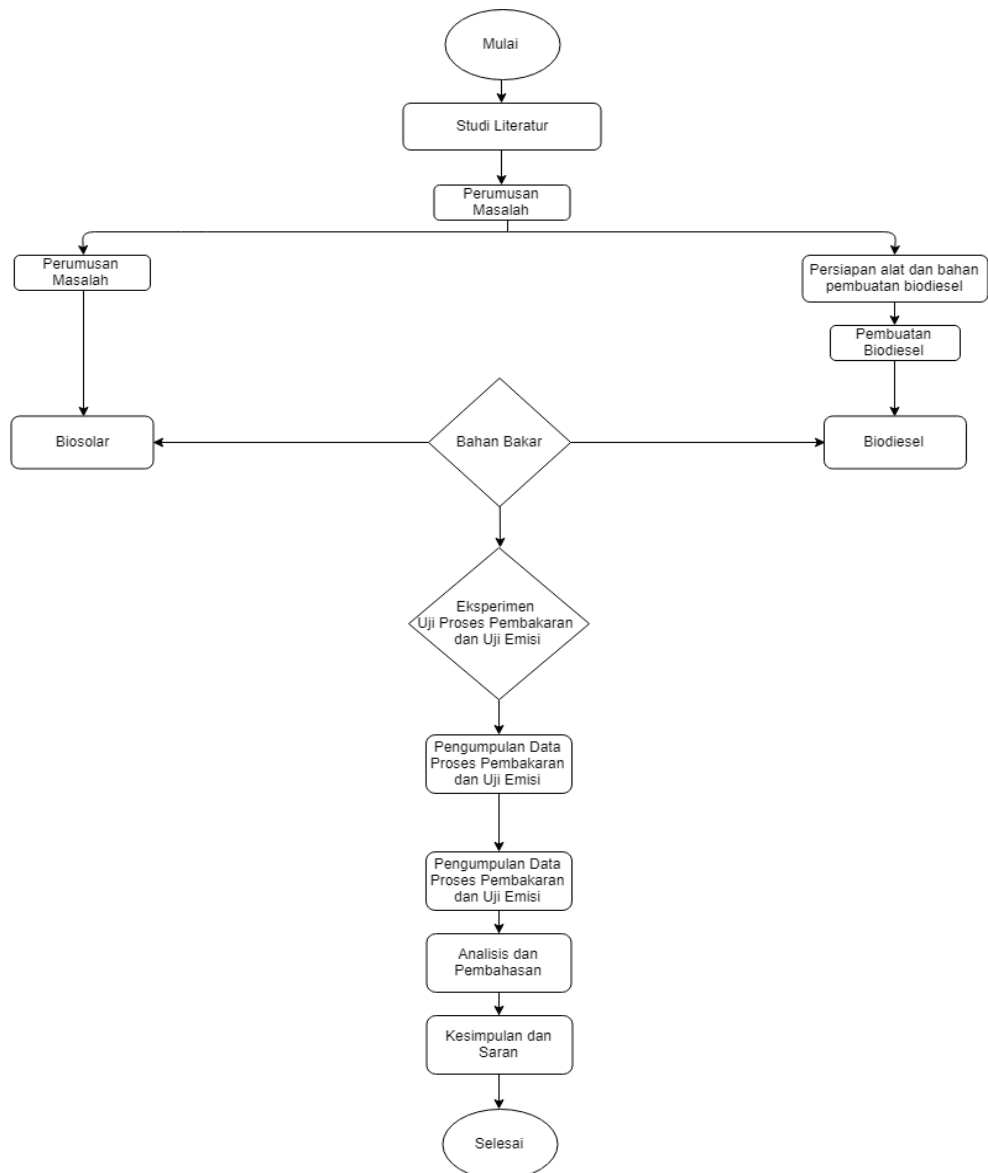 Mulai
Studi Literatur
Perumusan
Masalah
Perumusan
Masalah
Persiapan alat dan bahan
pembuatan biodiesel
Pembuatan
Biodiesel
Biosolar
Bahan Bakar
Biodiesel
Eksperimen
Uji Proses Pembakaran
dan Uji Emisi
Pengumpulan Data
Proses Pembakaran
dan Uji Emisi
Pengumpulan Data
Proses Pembakaran
dan Uji Emisi
Analisis dan
Pembahasan
Kesimpulan dan
Saran
Selesai